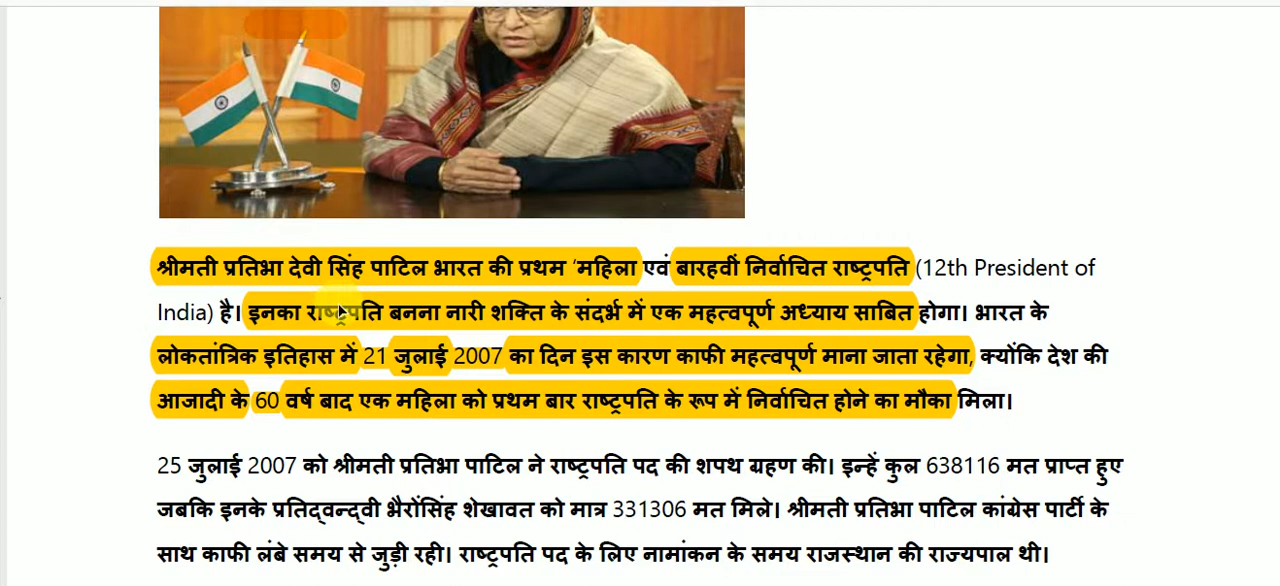 श्रीमती प्रतिभा देवी सिंह पाटिल भारत की प्रथम 'महिला एवं बारहवीं निर्वाचित राष्ट्रपति (12th President of
India) है। इनका राष्ट्रपति बनना नारी शक्ति के संदर्भ में एक महत्वपूर्ण अध्याय साबित होगा। भारत के
लोकतांत्रिक इतिहास में 21 जुलाई 2007 का दिन इस कारण काफी महत्वपूर्ण माना जाता रहेगा, क्योंकि देश की
आजादी के 60 वर्ष बाद एक महिला को प्रथम बार राष्ट्रपति के रूप में निर्वाचित होने का मौका मिला।
25 जुलाई 2007 को श्रीमती प्रतिभा पाटिल ने राष्ट्रपति पद की शपथ ग्रहण की। इन्हें कुल 638116 मत प्राप्त हुए
जबकि इनके प्रतिद्वन्द्वी भैरोंसिंह शेखावत को मात्र 331306 मत मिले। श्रीमती प्रतिभा पाटिल कांग्रेस पार्टी के
साथ काफी लंबे समय से जुड़ी रही। राष्ट्रपति पद के लिए नामांकन के समय राजस्थान की राज्यपाल थी।